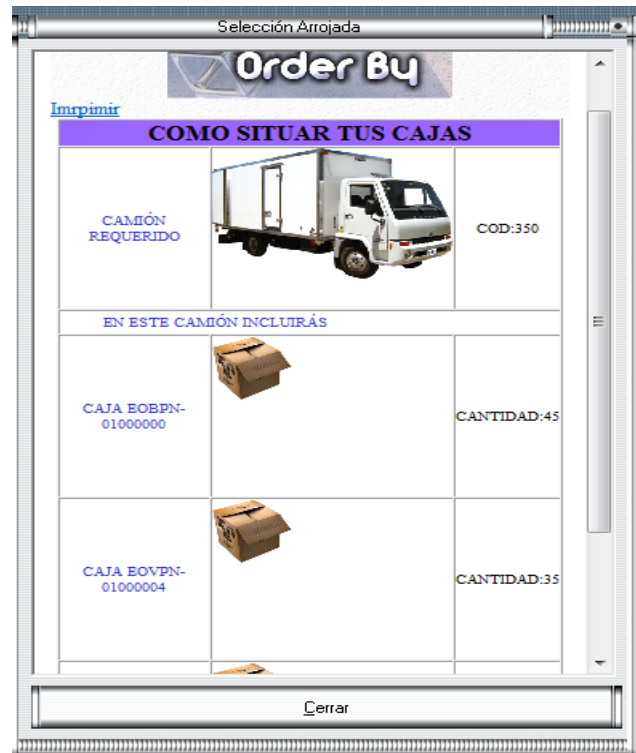 Selección Arrojada
Order By
Imrpimir
COMO SITUAR TUS CAJAS
CAMIÓN
REQUERIDO
COD:350
EN ESTE CAMIÓN INCLUIRÁS
CAJA EOBPN-
01000000
CANTIDAD:45
CAJA EOVPN-
01000004
CANTIDAD:35
Cerrar